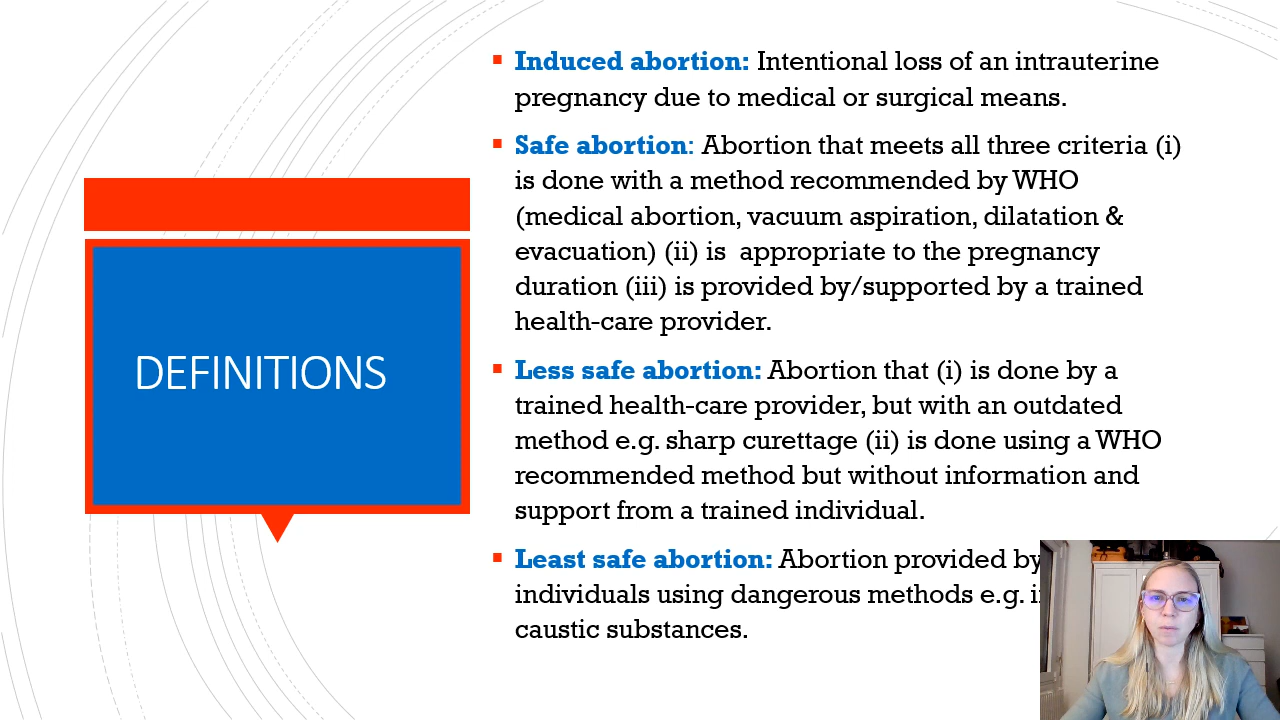 DEFINITIONS
Induced abortion: Intentional loss of an intrauterine
pregnancy due to medical or surgical means.
Safe abortion: Abortion that meets all three criteria (i)
is done with a method recommended by WHO
(medical abortion, vacuum aspiration, dilatation &
evacuation) (ii) is  appropriate to the pregnancy
duration (iii) is provided by/supported by a trained
health-care provider.
Less safe abortion: Abortion that (i) is done by a
trained health-care provider, but with an outdated
method e.g. sharp curettage (ii) is done using a WHO
recommended method but without information and
support from a trained individual.
Least safe abortion: Abortion provided by
individuals using dangerous methods e.g.
caustic substances.